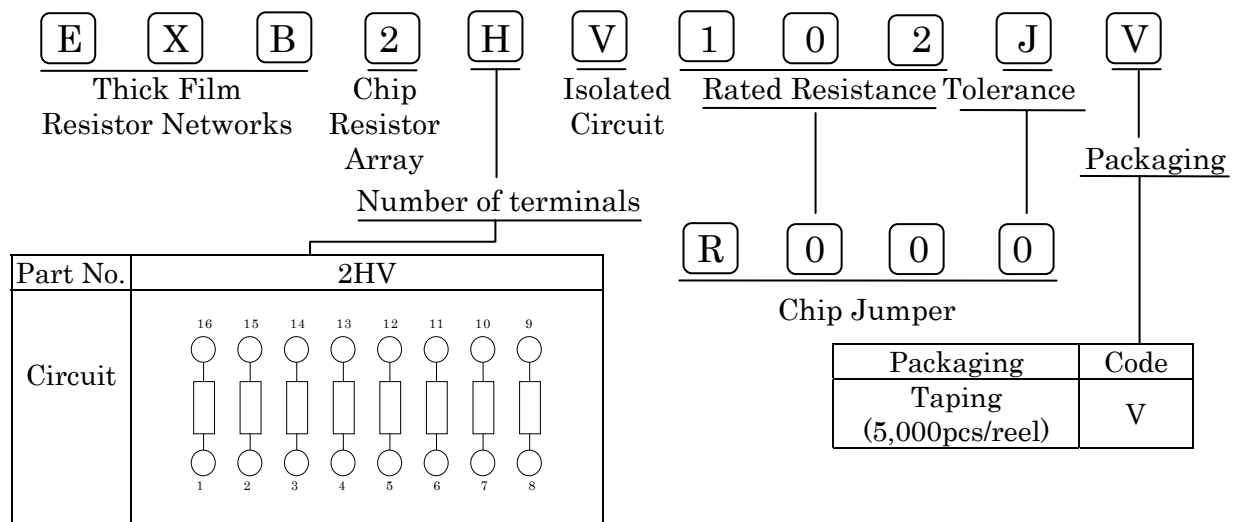 E X B 2 H V 1 0 2 J V
Thick Film
Resistor Networks
Chip
Resistor
Array
Isolated
Circuit
Rated Resistance
Tolerance
Packaging
Number of terminals
R 0 0 0
Chip Jumper
Part No. 2HV
Circuit
16 15 14 13 12 11 10 9
1 2 3 4 5 6 7 8
Packaging Code
Taping
(5,000pcs/reel)
V